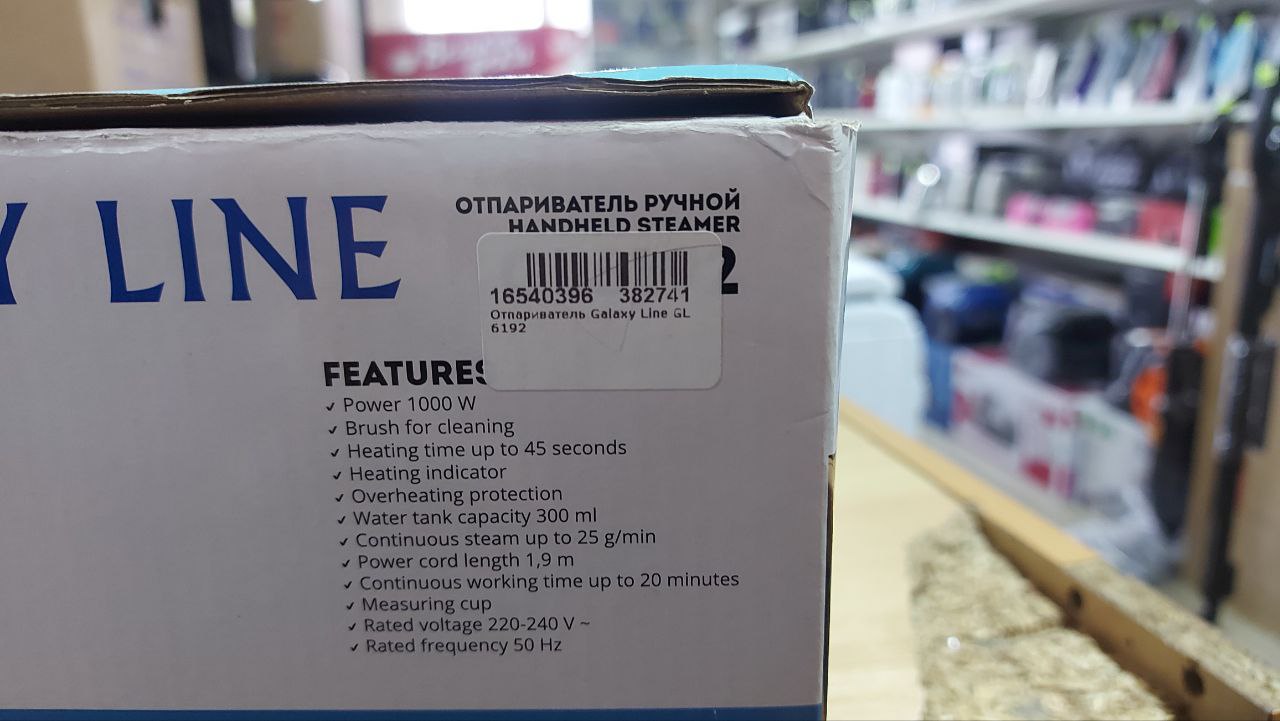 Y LINE
ОТПАРИВАТЕЛЬ РУЧНОЙ
HANDHELD STEAMER
2
16540396 382741
Отпариватель Galaxy Line GL
6192
FEATURES
✓ Power 1000 W
✓ Brush for cleaning
✓ Heating time up to 45 seconds
✓ Heating indicator
✓ Overheating protection
✓ Water tank capacity 300 ml
✓ Continuous steam up to 25 g/min
✓ Power cord length 1,9 m
✓ Continuous working time up to 20 minutes
✓ Measuring cup
✓ Rated voltage 220-240 V ~
✓ Rated frequency 50 Hz